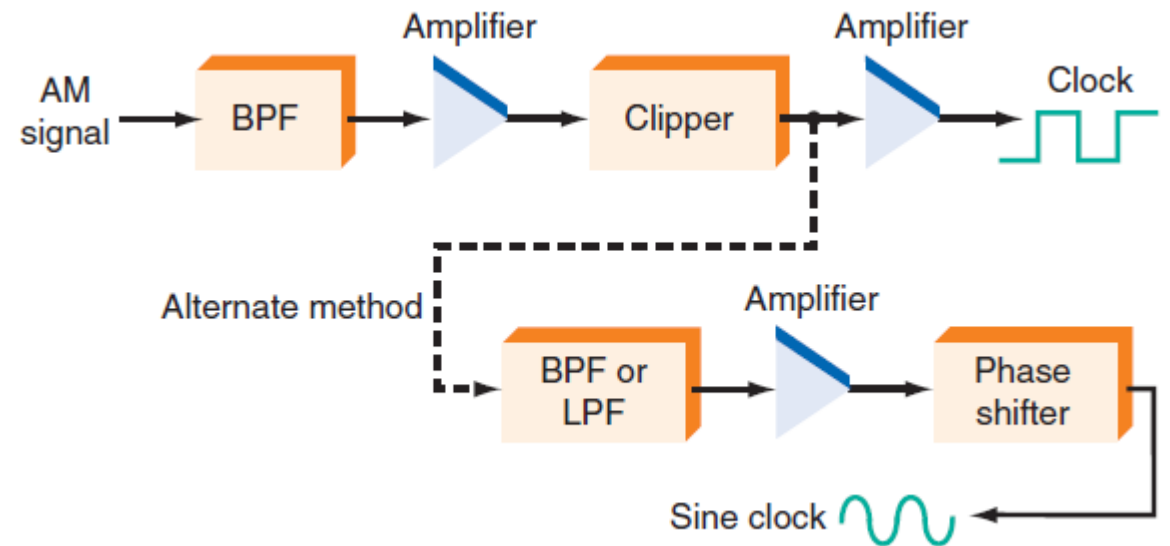 Amplifier
Amplifier
AM
signal
BPF
Clipper
Clock
Alternate method
Amplifier
BPF or
LPF
Phase
shifter
Sine clock